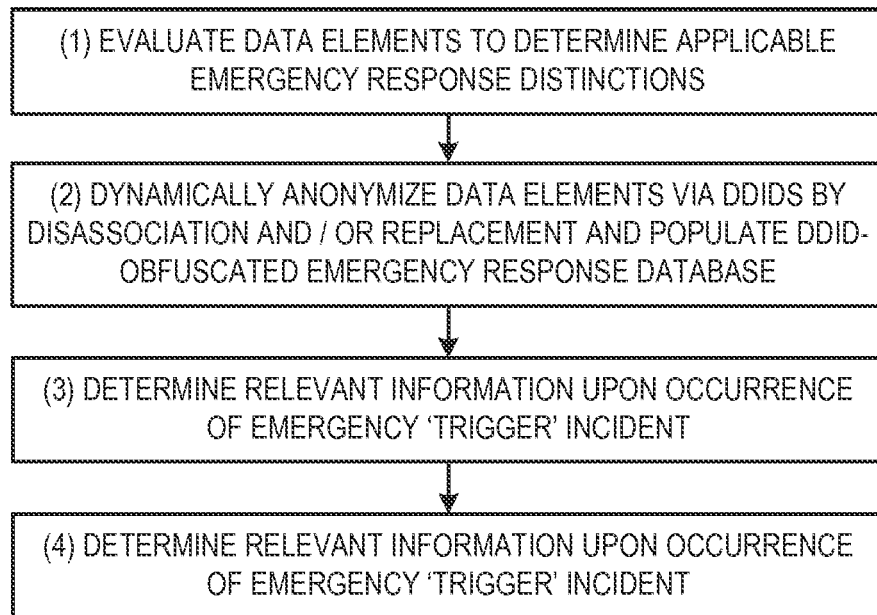 (1) EVALUATE DATA ELEMENTS TO DETERMINE APPLICABLE
EMERGENCY RESPONSE DISTINCTIONS
(2) DYNAMICALLY ANONYMIZE DATA ELEMENTS VIA DDIDS BY
DISASSOCIATION AND / OR REPLACEMENT AND POPULATE DDID-
OBFUSCATED EMERGENCY RESPONSE DATABASE
(3) DETERMINE RELEVANT INFORMATION UPON OCCURRENCE
OF EMERGENCY ‘TRIGGER’ INCIDENT
(4) DETERMINE RELEVANT INFORMATION UPON OCCURRENCE
OF EMERGENCY ‘TRIGGER’ INCIDENT